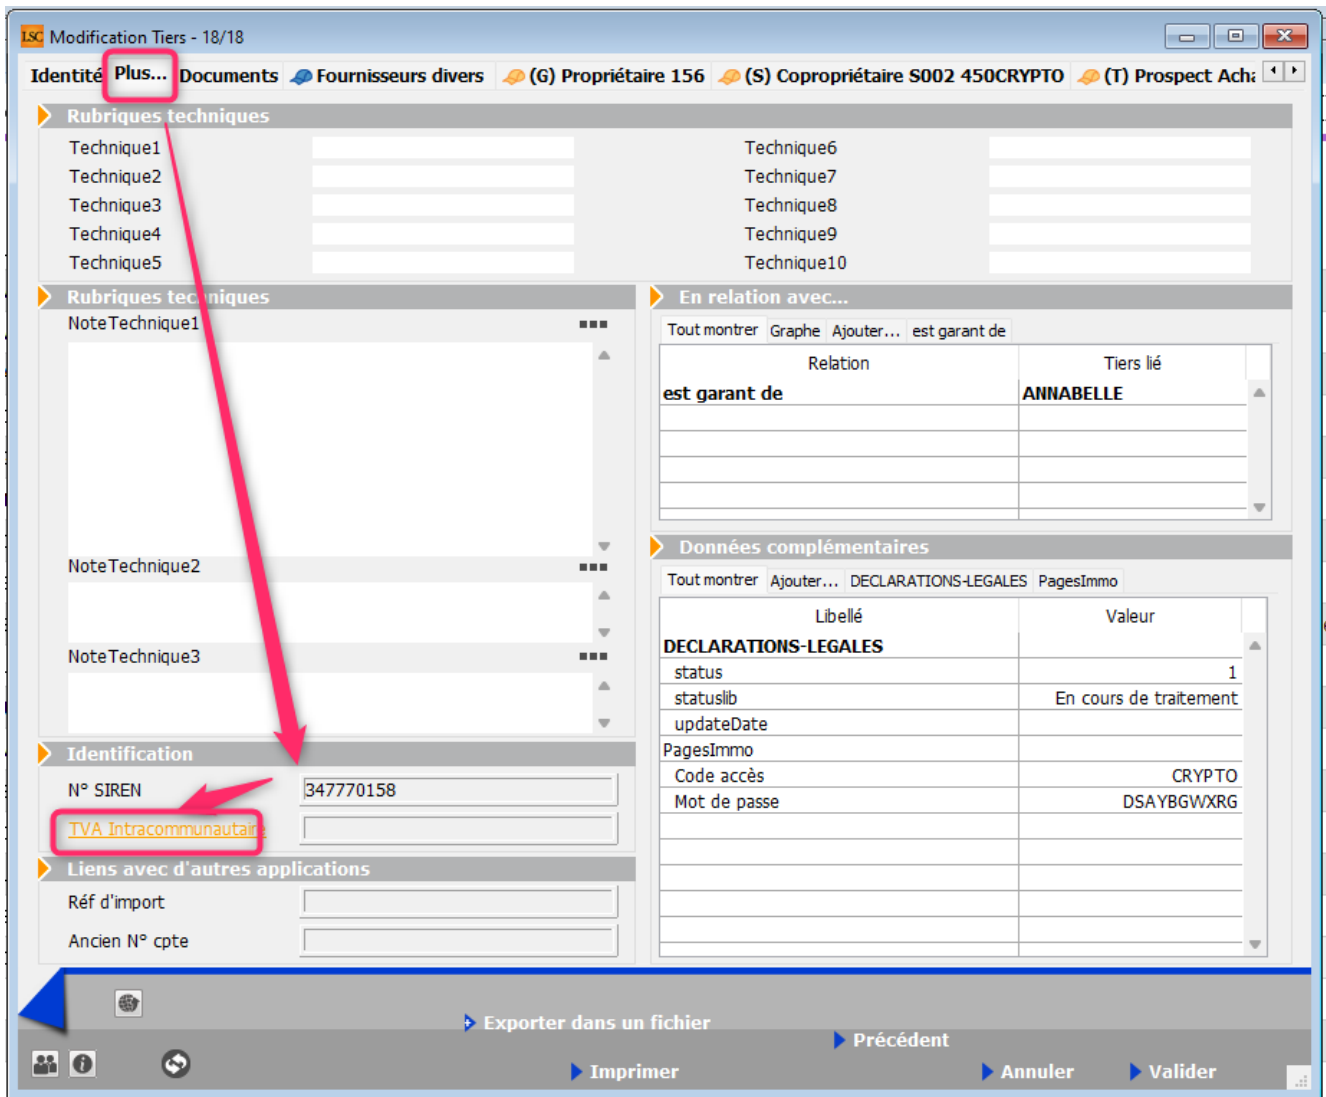 LSC Modification Tiers - 18/18
Identité Plus... Documents Fournisseurs divers (G) Propriétaire 156 (S) Copropriétaire S002 450CRYPTO (T) Prospect Acha
Rubriques techniques
Technique1 Technique6
Technique2 Technique7
Technique3 Technique8
Technique4 Technique9
Technique5 Technique10
Rubriques techniques
NoteTechnique1
NoteTechnique2
NoteTechnique3
En relation avec...
Tout montrer Graphe Ajouter... est garant de
Relation Tiers lié
est garant de ANNABELLE
Données complémentaires
Tout montrer Ajouter... DECLARATIONS-LEGALES PagesImmo
Libellé Valeur
DECLARATIONS-LEGALES
status 1
statuslib En cours de traitement
updateDate
PagesImmo
Code accès CRYPTO
Mot de passe DSAYBGWXRG
Identification
N° SIREN 347770158
TVA Intracommunautaire
Liens avec d'autres applications
Réf d'import
Ancien N° cpte
Exporter dans un fichier
Précédent
Imprimer Annuler Valider